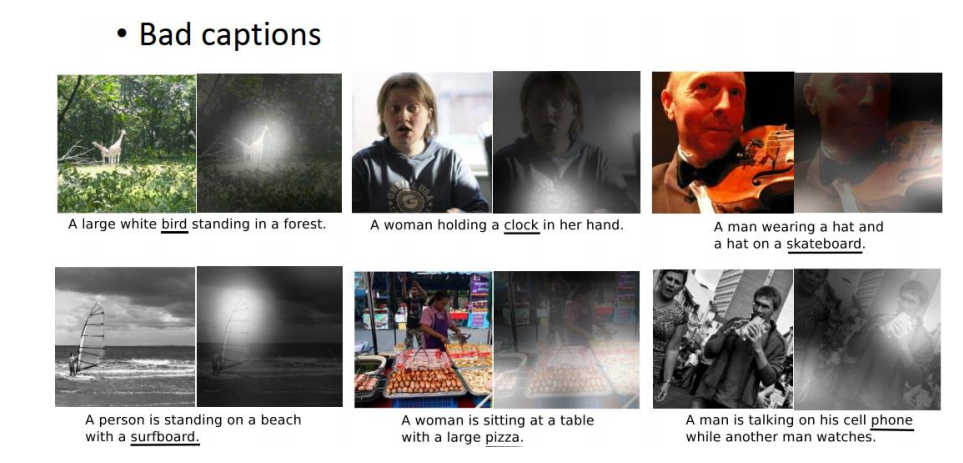 • Bad captions
A large white bird standing in a forest.
A woman holding a clock in her hand.
A man wearing a hat and
a hat on a skateboard.
A person is standing on a beach
with a surfboard.
A woman is sitting at a table
with a large pizza.
A man is talking on his cell phone
while another man watches.